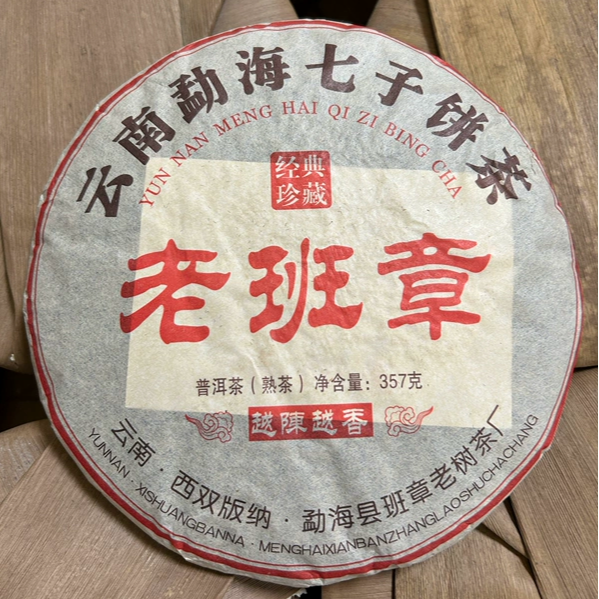 云南勐海七子饼茶
YUN NAN MENG HAI QI ZI BING CHA
经典
珍藏
老班章
普洱茶（熟茶）净含量：357克
越陳越香
云南·西双版纳·勐海县班章老树茶厂
YUNNAN·XISHUANGBANNA·MENGHAIXIANBANZHANGLAOSHUCHACHANG